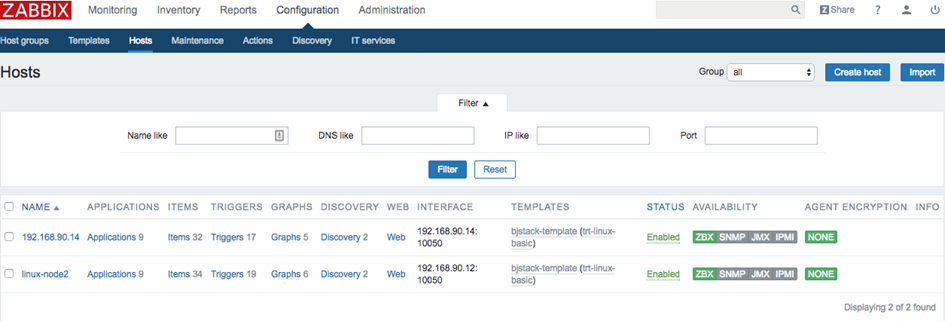 ZABBIX Monitoring Inventory Reports Configuration Administration Z Share ?
Host groups Templates Hosts Maintenance Actions Discovery IT services
Hosts Group all Create host Import
Filter ▲
Name like DNS like IP like Port
Filter Reset
NAME ▲ APPLICATIONS ITEMS TRIGGERS GRAPHS DISCOVERY WEB INTERFACE TEMPLATES STATUS AVAILABILITY AGENT ENCRYPTION INFO
192.168.90.14 Applications 9 Items 32 Triggers 17 Graphs 5 Discovery 2 Web 192.168.90.14: bjstack-template (trt-linux- Enabled ZBX SNMP JMX IPMI NONE
10050 basic)
linux-node2 Applications 9 Items 34 Triggers 19 Graphs 6 Discovery 2 Web 192.168.90.12: bjstack-template (trt-linux- Enabled ZBX SNMP JMX IPMI NONE
10050 basic)
Displaying 2 of 2 found